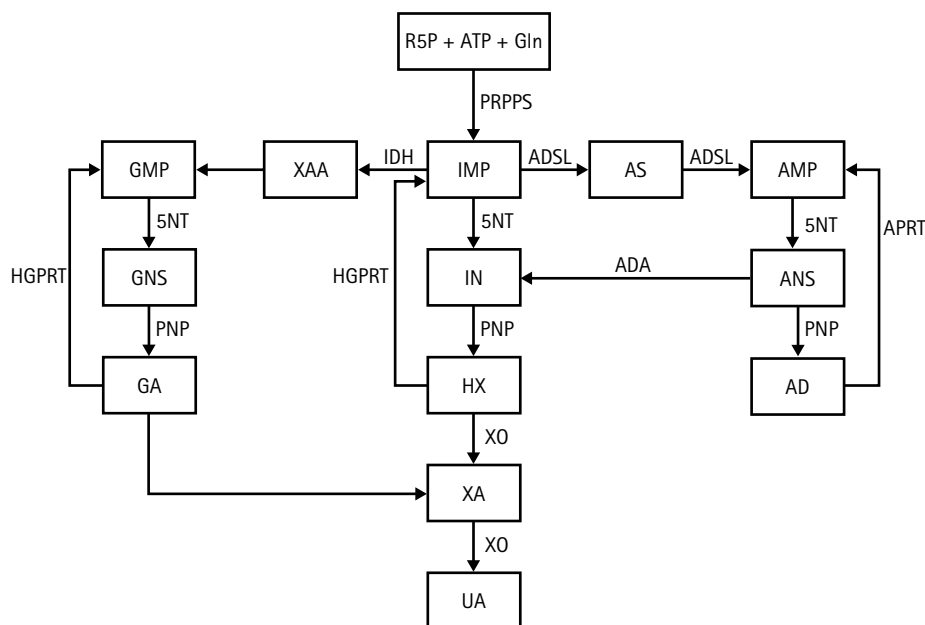 R5P + ATP + Gln
PRPPS
GMP
XAA
IDH
IMP
ADSL
AS
ADSL
AMP
5NT
5NT
5NT
HGPRT
GNS
HGPRT
IN
ADA
ANS
APRT
PNP
PNP
PNP
GA
HX
AD
XO
XA
XO
UA